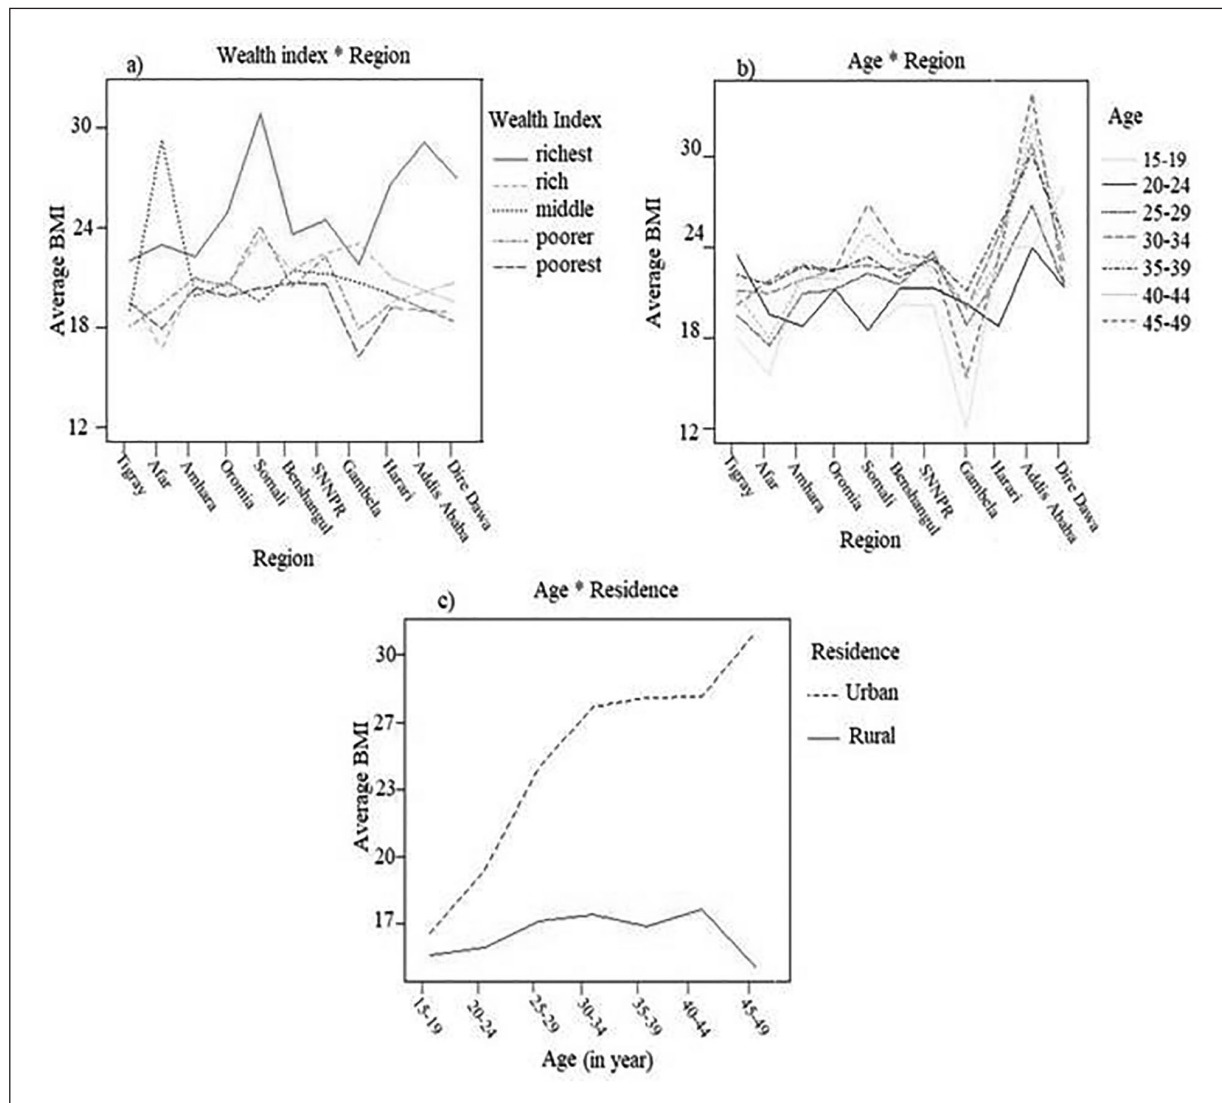 a)
Wealth index * Region
Average BMI
30
24
18
12
Tigray
Afar
Amhara
Oromia
Somali
Benshangul
SNNPR
Gambela
Harari
Addis Ababa
Dire Dawa
Region
Wealth Index
richest
rich
middle
poorer
poorest
b)
Age * Region
Average BMI
30
24
18
12
Tigray
Afar
Amhara
Oromia
Somali
Benshangul
SNNPR
Gambela
Harari
Addis Ababa
Dire Dawa
Region
Age
15-19
20-24
25-29
30-34
35-39
40-44
45-49
c)
Age * Residence
Average BMI
30
27
23
20
17
15-19
20-24
25-29
30-34
35-39
40-44
45-49
Age (in year)
Residence
Urban
Rural